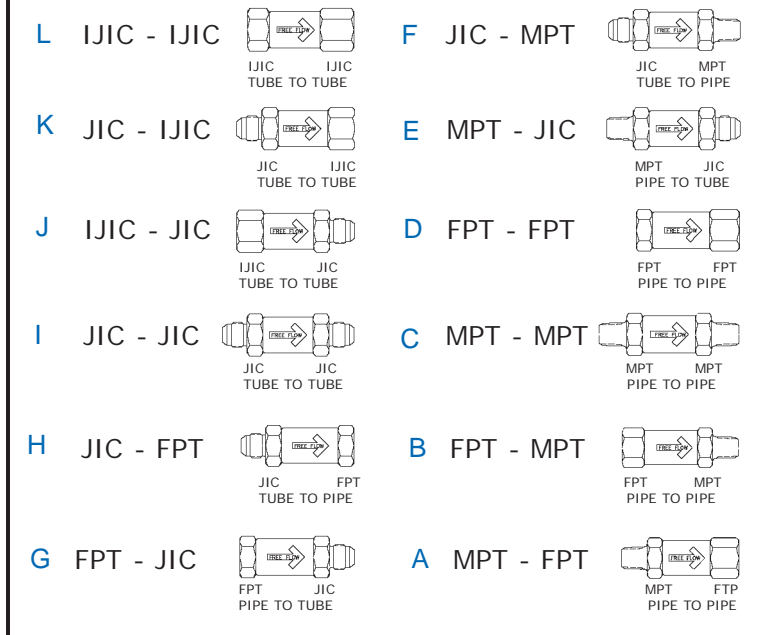 L IJIC - IJIC
FREE FLOW
IJIC IJIC
TUBE TO TUBE
K JIC - IJIC
FREE FLOW
JIC IJIC
TUBE TO TUBE
J IJIC - JIC
FREE FLOW
IJIC JIC
TUBE TO TUBE
I JIC - JIC
FREE FLOW
JIC JIC
TUBE TO TUBE
H JIC - FPT
FREE FLOW
JIC FPT
TUBE TO PIPE
G FPT - JIC
FREE FLOW
FPT JIC
PIPE TO TUBE
F JIC - MPT
FREE FLOW
JIC MPT
TUBE TO PIPE
E MPT - JIC
FREE FLOW
MPT JIC
PIPE TO TUBE
D FPT - FPT
FREE FLOW
FPT FPT
PIPE TO PIPE
C MPT - MPT
FREE FLOW
MPT MPT
PIPE TO PIPE
B FPT - MPT
FREE FLOW
FPT MPT
PIPE TO PIPE
A MPT - FPT
FREE FLOW
MPT FTP
PIPE TO PIPE